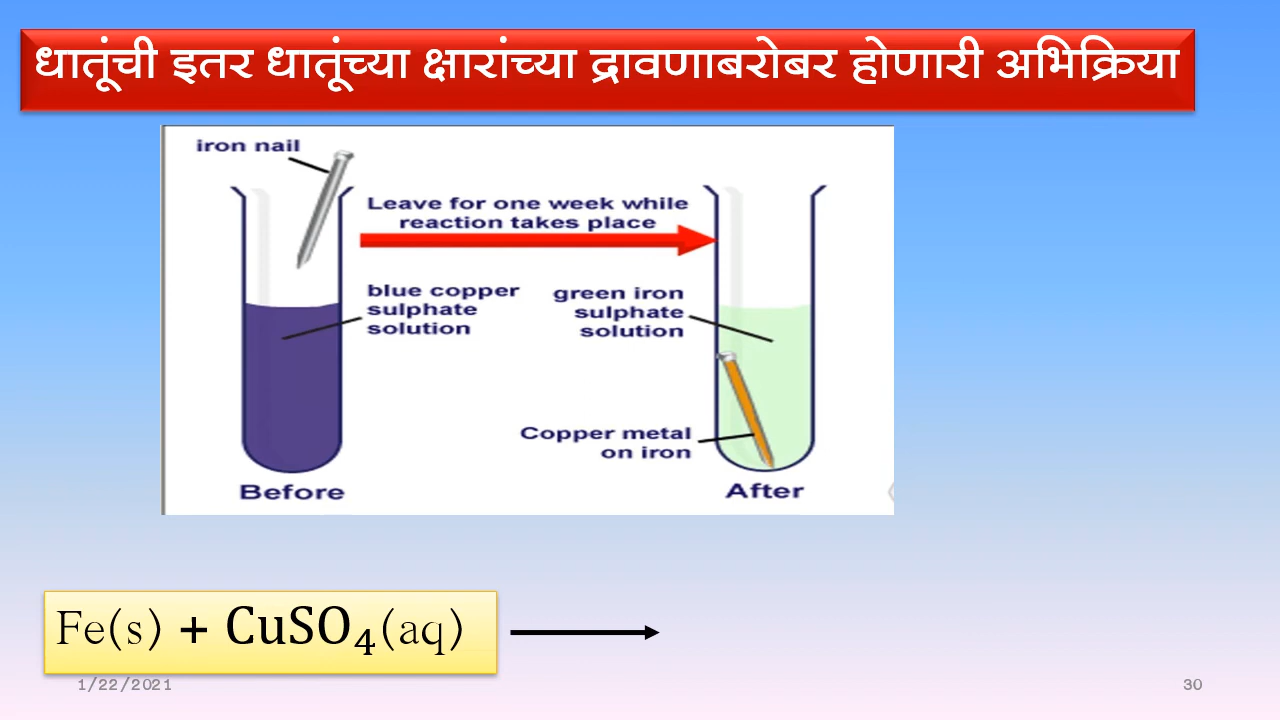 धातूंची इतर धातूंच्या क्षारांच्या द्रावणाबरोबर होणारी अभिक्रिया
iron nail
Leave for one week while
reaction takes place
blue copper
sulphate
solution
green iron
sulphate
solution
Copper metal
on iron
Before
After
Fe(s) + CuSO₄(aq)
1/22/2021
30